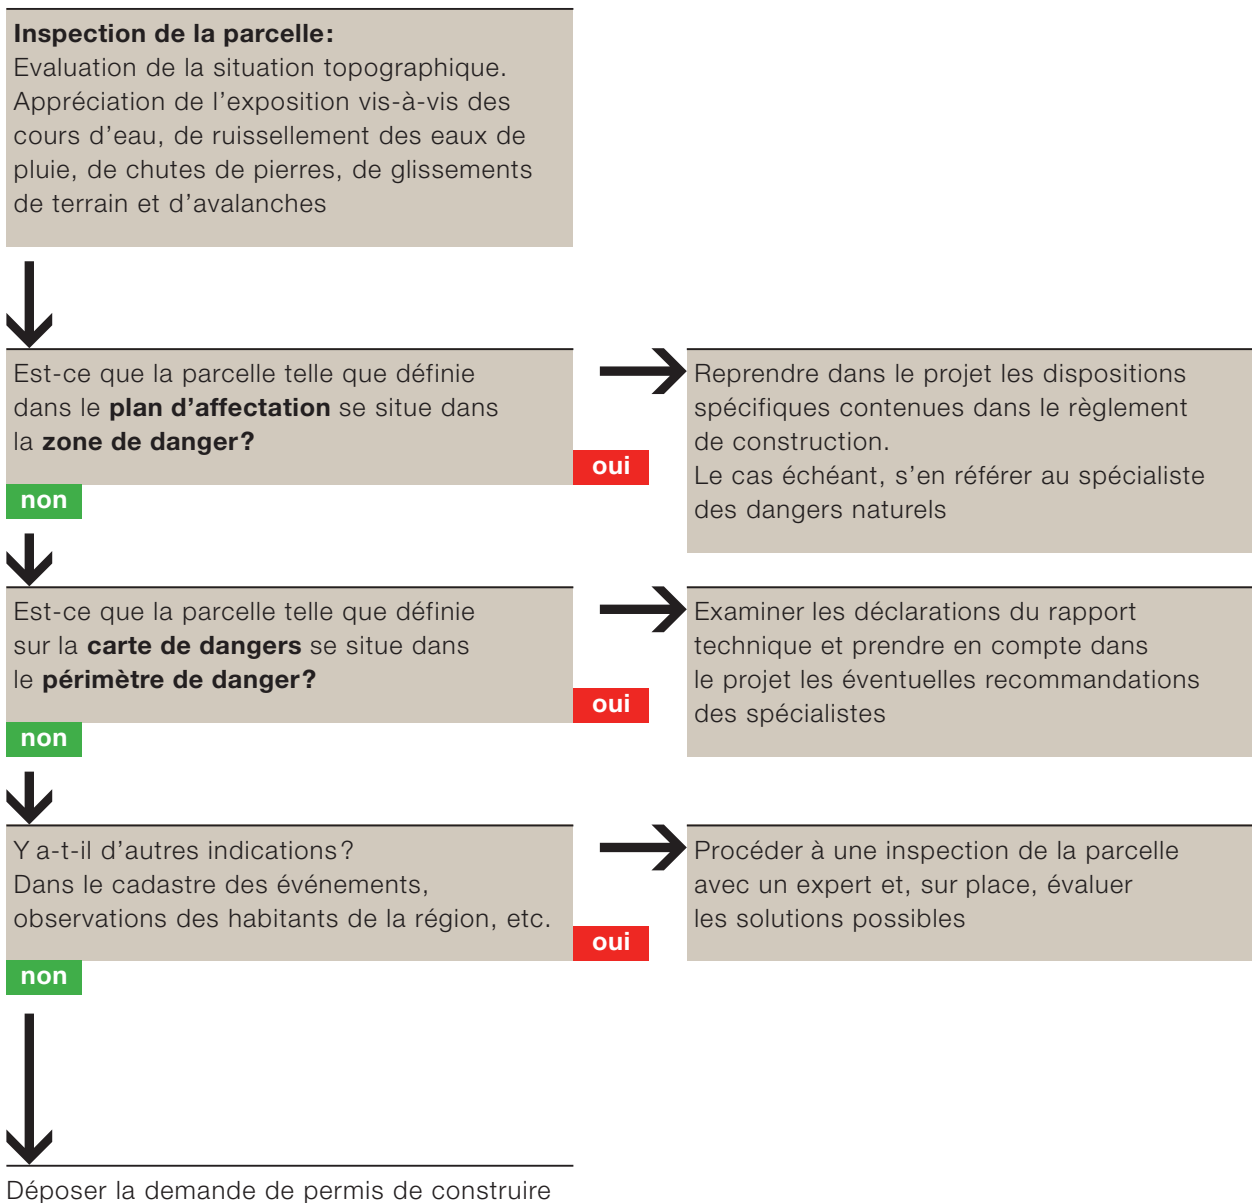 Inspection de la parcelle:
Evaluation de la situation topographique.
Appréciation de l'exposition vis-à-vis des
cours d'eau, de ruissellement des eaux de
pluie, de chutes de pierres, de glissements
de terrain et d'avalanches
Est-ce que la parcelle telle que définie
dans le plan d'affectation se situe dans
la zone de danger?
oui
non
Reprendre dans le projet les dispositions
spécifiques contenues dans le règlement
de construction.
Le cas échéant, s'en référer au spécialiste
des dangers naturels
Est-ce que la parcelle telle que définie
sur la carte de dangers se situe dans
le périmètre de danger?
oui
non
Examiner les déclarations du rapport
technique et prendre en compte dans
le projet les éventuelles recommandations
des spécialistes
Y a-t-il d'autres indications?
Dans le cadastre des événements,
observations des habitants de la région, etc.
oui
non
Procéder à une inspection de la parcelle
avec un expert et, sur place, évaluer
les solutions possibles
Déposer la demande de permis de construire